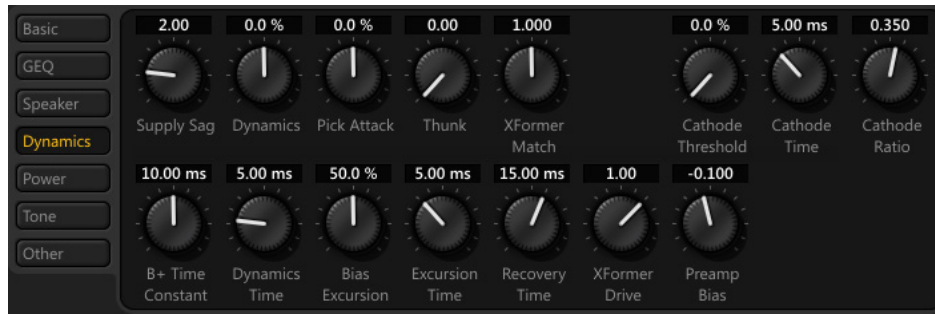 Basic
GEQ
Speaker
Dynamics
Power
Tone
Other
2.00 0.0 % 0.0 % 0.00 1.000 0.0 % 5.00 ms 0.350
Supply Sag Dynamics Pick Attack Thunk XFormer Cathode Cathode Cathode
Match Threshold Time Ratio
10.00 ms 5.00 ms 50.0 % 5.00 ms 15.00 ms 1.00 -0.100
B+ Time Dynamics Bias Excursion Recovery XFormer Preamp
Constant Time Excursion Time Time Drive Bias